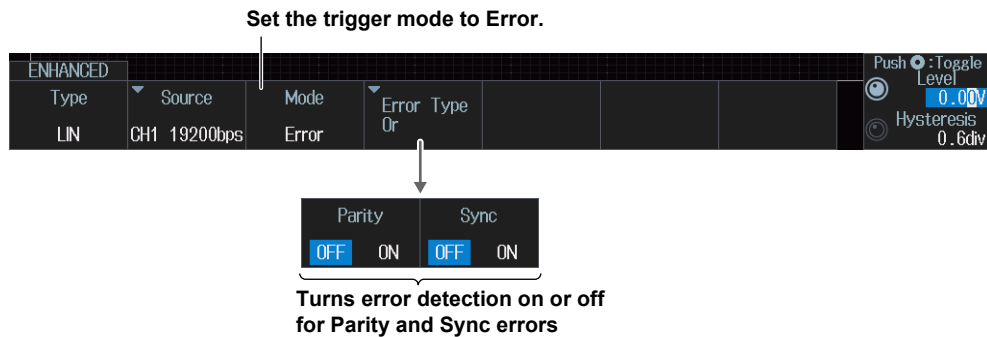 Set the trigger mode to Error.
ENHANCED
Type
LIN
Source
CH1 19200bps
Mode
Error
Error Type
Or
Push :Toggle
Level
0.00V
Hysteresis
0.6div
Parity
OFF ON
Sync
OFF ON
Turns error detection on or off
for Parity and Sync errors